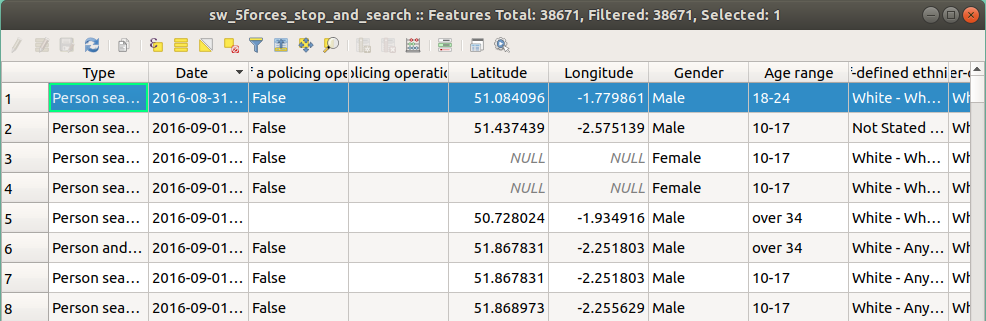 sw_5forces_stop_and_search :: Features Total: 38671, Filtered: 38671, Selected: 1
Type Date f a policing ope olicing operatio Latitude Longitude Gender Age range f-defined ethni er-d
1 Person sea... 2016-08-31... False 51.084096 -1.779861 Male 18-24 White - Wh... Wh
2 Person sea... 2016-09-01... False 51.437439 -2.575139 Male 10-17 Not Stated ... Wh
3 Person sea... 2016-09-01... False NULL NULL Female 10-17 White - Wh... Wh
4 Person sea... 2016-09-01... False NULL NULL Female 10-17 White - Wh... Wh
5 Person sea... 2016-09-01... 50.728024 -1.934916 Male over 34 White - Wh... Wh
6 Person and... 2016-09-01... False 51.867831 -2.251803 Male over 34 White - Any... Wh
7 Person sea... 2016-09-01... False 51.867831 -2.251803 Male 10-17 White - Any... Wh
8 Person sea... 2016-09-01... False 51.868973 -2.255629 Male 10-17 White - Any... Wh